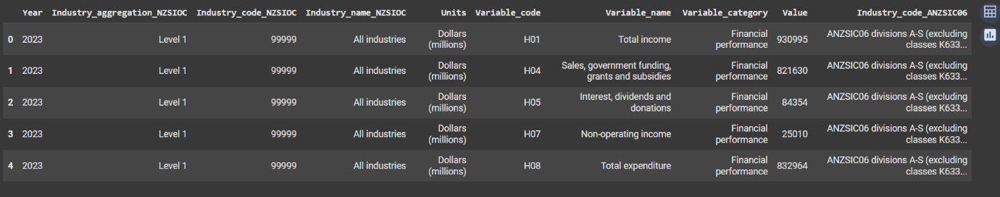 Year Industry_aggregation_NZSIOC Industry_code_NZSIOC Industry_name_NZSIOC Units Variable_code Variable_name Variable_category Value Industry_code_ANZSIC06
0 2023 Level 1 99999 All industries Dollars (millions) H01 Total income Financial performance 930995 ANZSIC06 divisions A-S (excluding classes K633...
1 2023 Level 1 99999 All industries Dollars (millions) H04 Sales, government funding, grants and subsidies Financial performance 821630 ANZSIC06 divisions A-S (excluding classes K633...
2 2023 Level 1 99999 All industries Dollars (millions) H05 Interest, dividends and donations Financial performance 84354 ANZSIC06 divisions A-S (excluding classes K633...
3 2023 Level 1 99999 All industries Dollars (millions) H07 Non-operating income Financial performance 25010 ANZSIC06 divisions A-S (excluding classes K633...
4 2023 Level 1 99999 All industries Dollars (millions) H08 Total expenditure Financial performance 832964 ANZSIC06 divisions A-S (excluding classes K633...